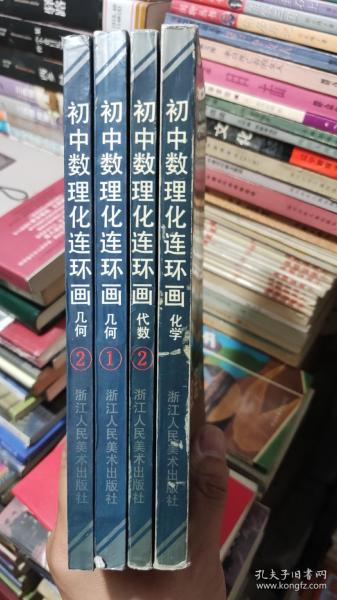 初中数理化连环画 几何 2 浙江人民美术出版社
初中数理化连环画 几何 1 浙江人民美术出版社
初中数理化连环画 代数 2 浙江人民美术出版社
初中数理化连环画 化学 浙江人民美术出版社
文化
孔夫子旧书网